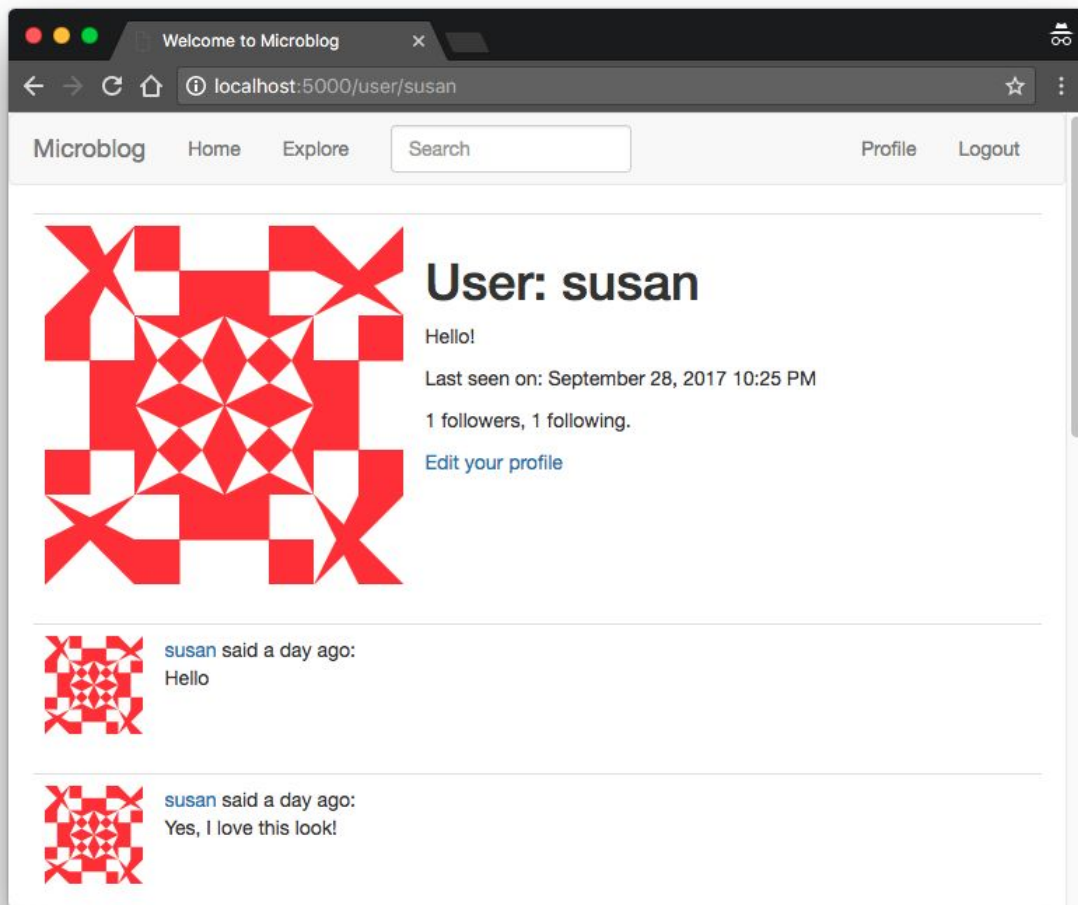 Welcome to Microblog
localhost:5000/user/susan
Microblog Home Explore Search Profile Logout
User: susan
Hello!
Last seen on: September 28, 2017 10:25 PM
1 followers, 1 following.
Edit your profile
susan said a day ago:
Hello
susan said a day ago:
Yes, I love this look!